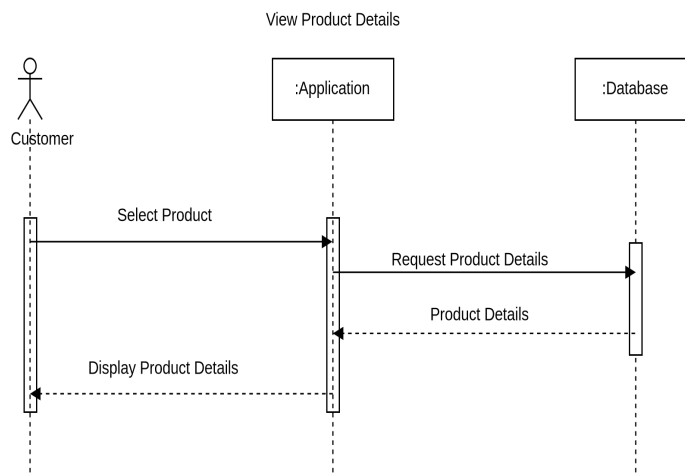 View Product Details
:Application
:Database
Customer
Select Product
Request Product Details
Product Details
Display Product Details